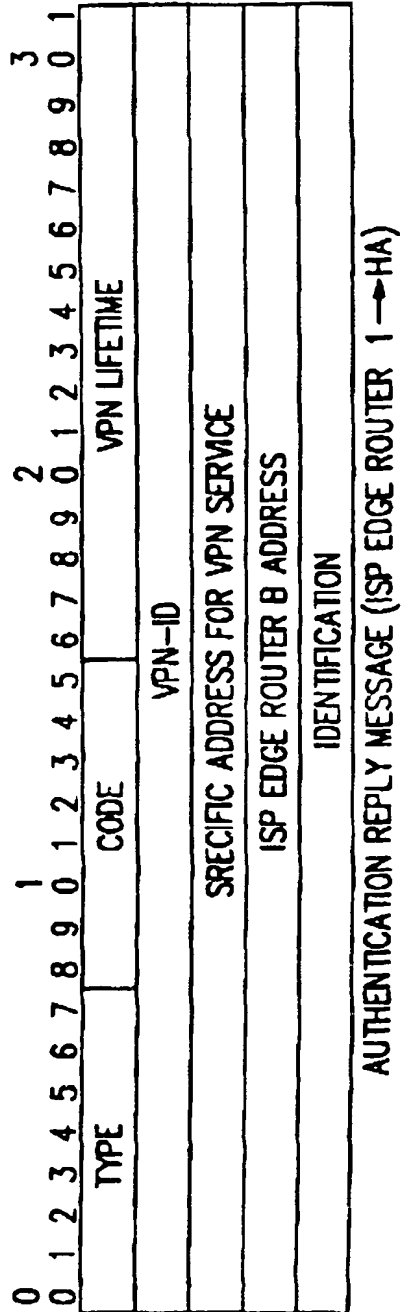 0 1 2 3
0 1 2 3 4 5 6 7 8 9 0 1 2 3 4 5 6 7 8 9 0 1 2 3 4 5 6 7 8 9 0 1
TYPE CODE VPN LIFETIME
VPN-ID
SRECIFIC ADDRESS FOR VPN SERVICE
ISP EDGE ROUTER B ADDRESS
IDENTIFICATION
AUTHENTICATION REPLY MESSAGE (ISP EDGE ROUTER 1 → HA)